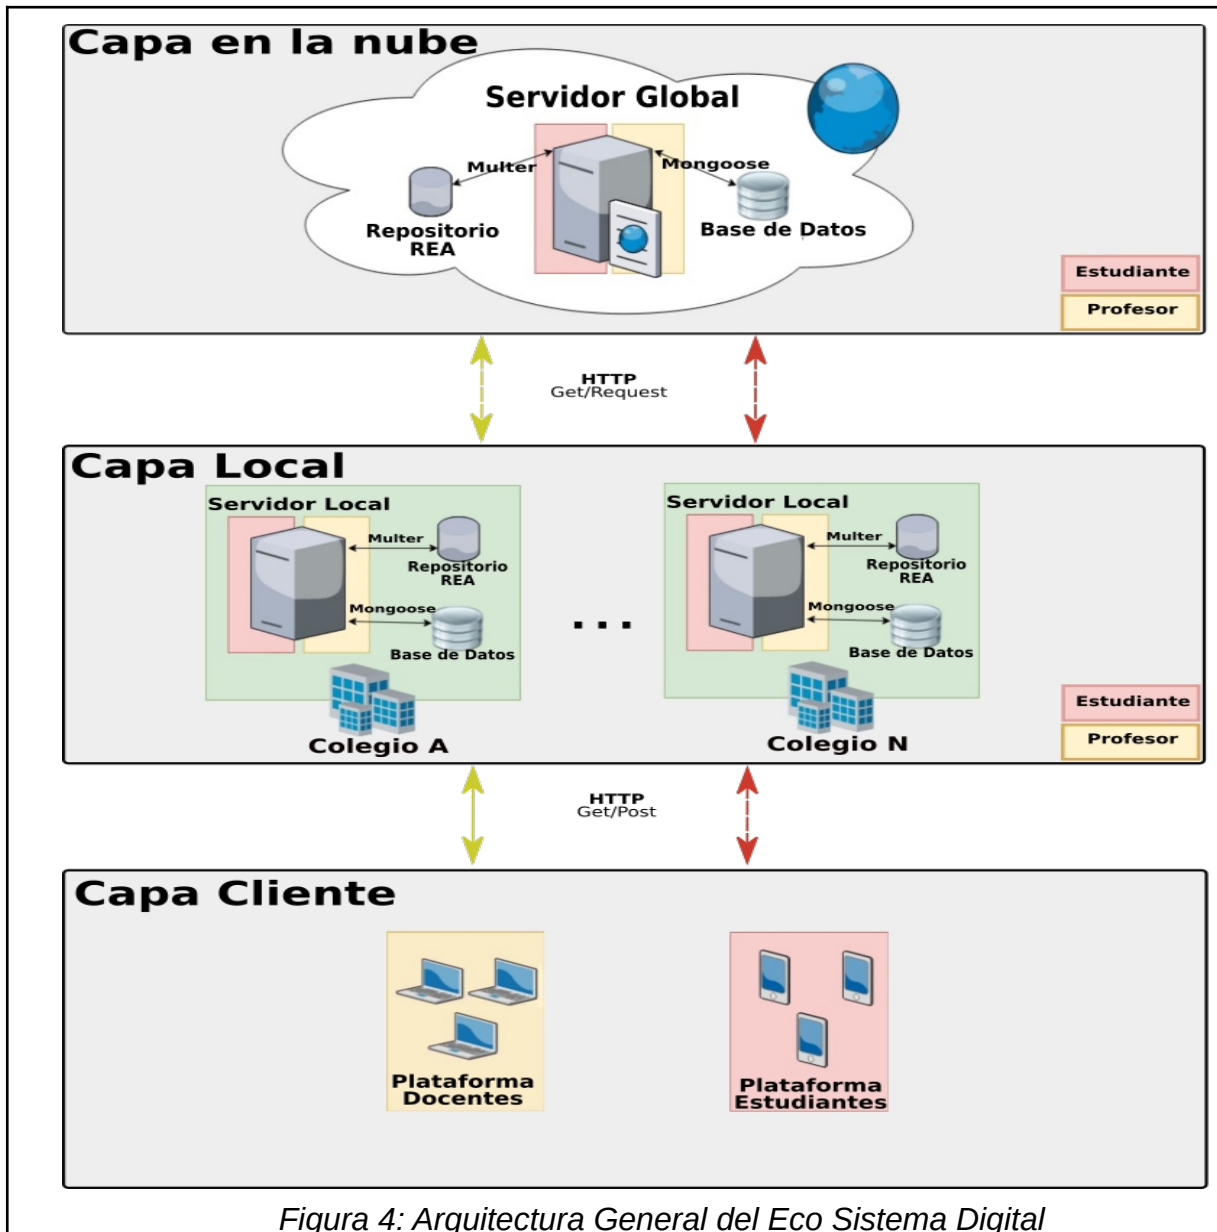 Capa en la nube
Servidor Global
Multer
Mongoose
Repositorio
REA
Base de Datos
Estudiante
Profesor
HTTP
Get/Request
Capa Local
Servidor Local
Multer
Repositorio
REA
Mongoose
Base de Datos
Colegio A
...
Servidor Local
Multer
Repositorio
REA
Mongoose
Base de Datos
Colegio N
Estudiante
Profesor
HTTP
Get/Post
Capa Cliente
Plataforma
Docentes
Plataforma
Estudiantes
Figura 4: Arquitectura General del Eco Sistema Digital